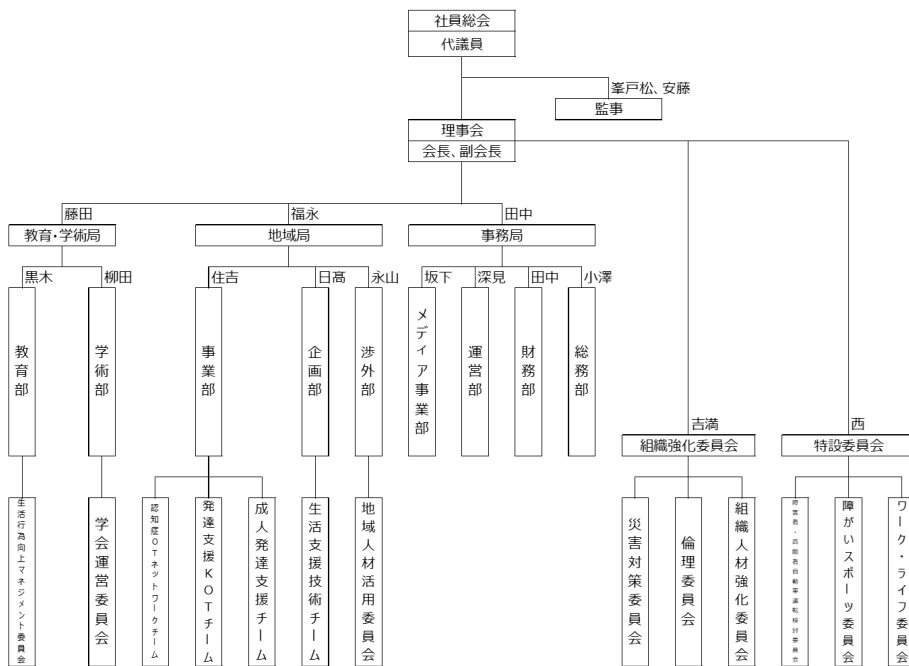 社員総会
代議員
峯戸松、安藤
監事
理事会
会長、副会長
藤田
福永
田中
教育・学術局
地域局
事務局
黒木
柳田
住吉
日髙
永山
坂下
深見
田中
小澤
教育部
学術部
事業部
企画部
渉外部
メディア事業部
運営部
財務部
総務部
吉満
西
組織強化委員会
特設委員会
生活行為向上マネジメント委員会
学会運営委員会
認知症OTネットワークチーム
発達支援KOTチーム
成人発達支援チーム
生活支援技術チーム
地域人材活用委員会
災害対策委員会
倫理委員会
組織人材強化委員会
障害者・高齢者自動車運転検討委員会
障がいスポーツ委員会
ワーク・ライフ委員会